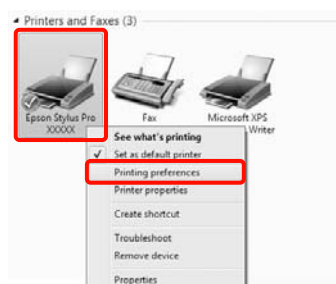 Printers and Faxes (3)
Epson Stylus Pro
XXXXX
Fax
Microsoft XPS
Writer
See what's printing
Set as default printer
Printing preferences
Printer properties
Create shortcut
Troubleshoot
Remove device
Properties